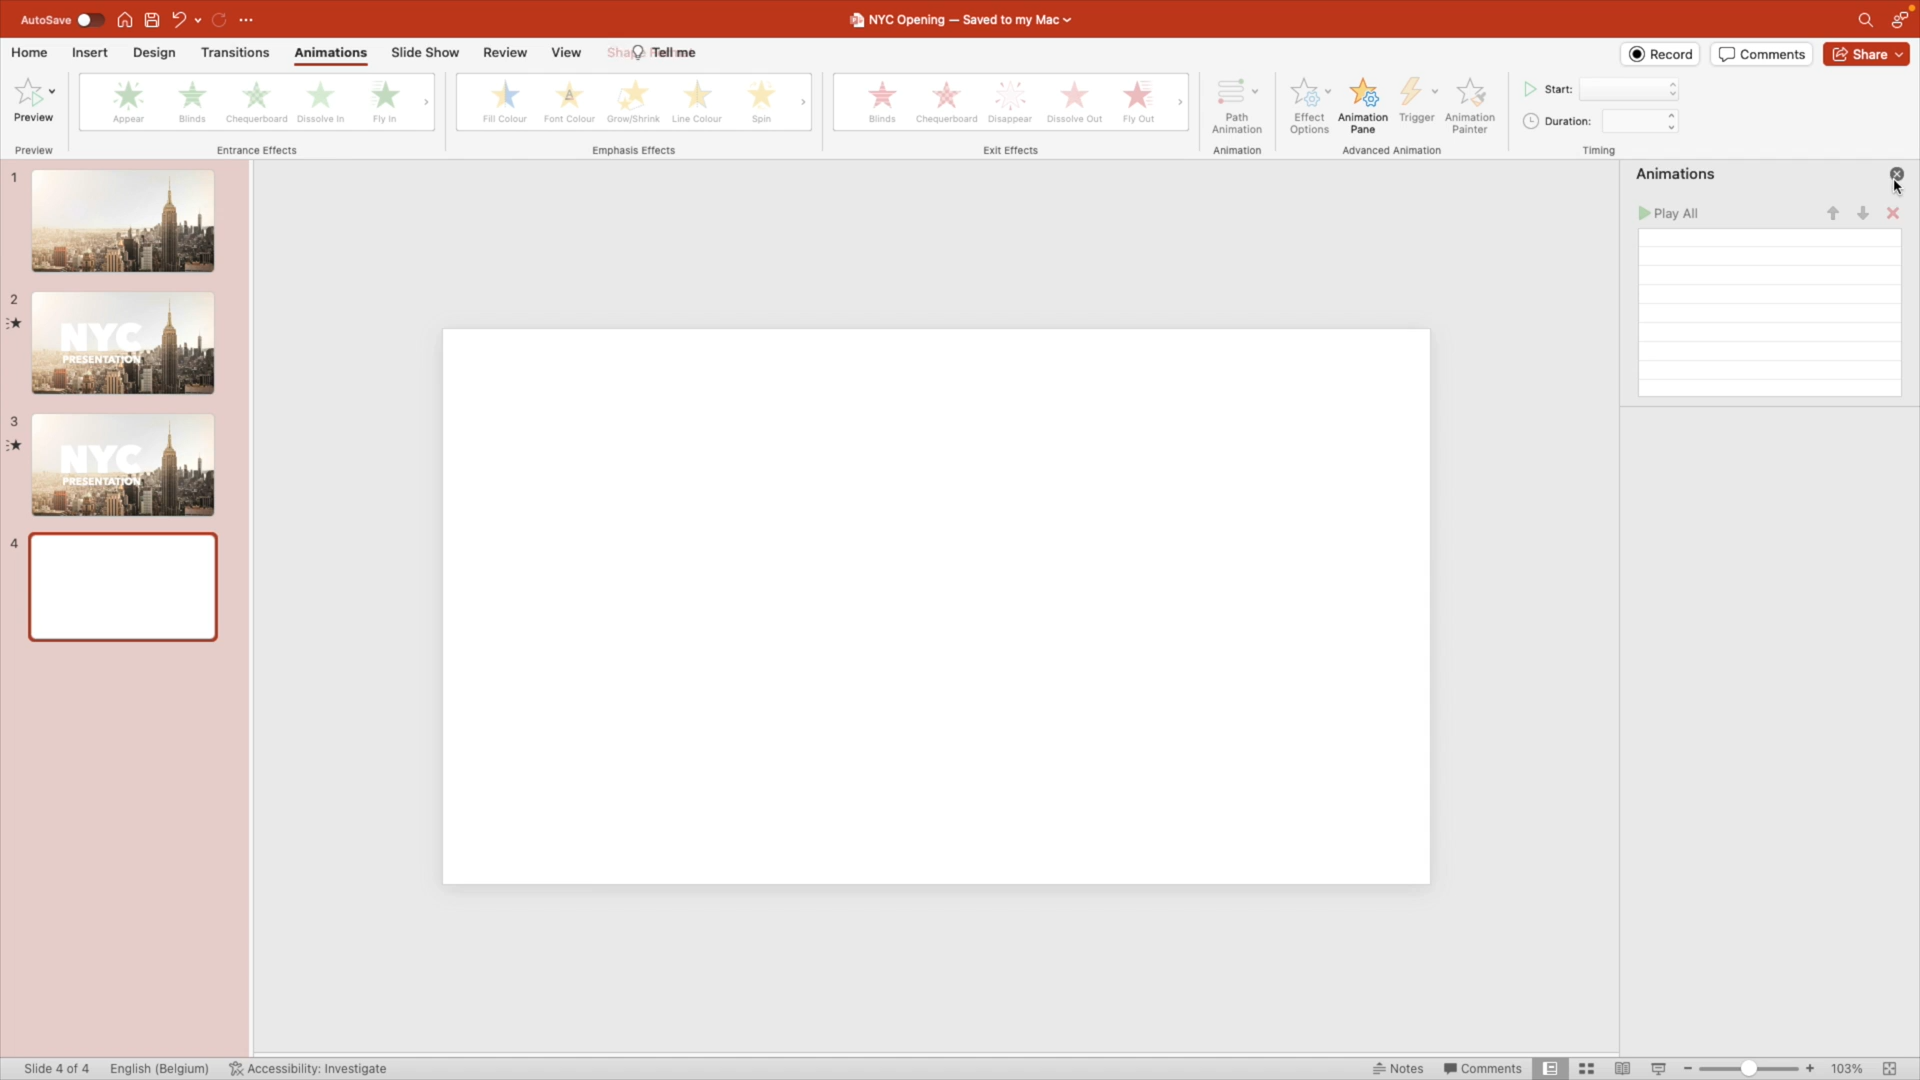 AutoSave
NYC Opening — Saved to my Mac
Home Insert Design Transitions Animations Slide Show Review View Tell me
Record Comments Share
Preview
Appear Blinds Chequerboard Dissolve In Fly In
Fill Colour Font Colour Grow/Shrink Line Colour Spin
Blinds Chequerboard Disappear Dissolve Out Fly Out
Path Animation
Effect Options
Animation Pane
Trigger
Animation Painter
Start:
Duration:
Preview Entrance Effects Emphasis Effects Exit Effects Animation Advanced Animation Timing
1
2
NYC
PRESENTATION
3
NYC
PRESENTATION
4
Animations
Play All
Slide 4 of 4 English (Belgium) Accessibility: Investigate Notes Comments 103%